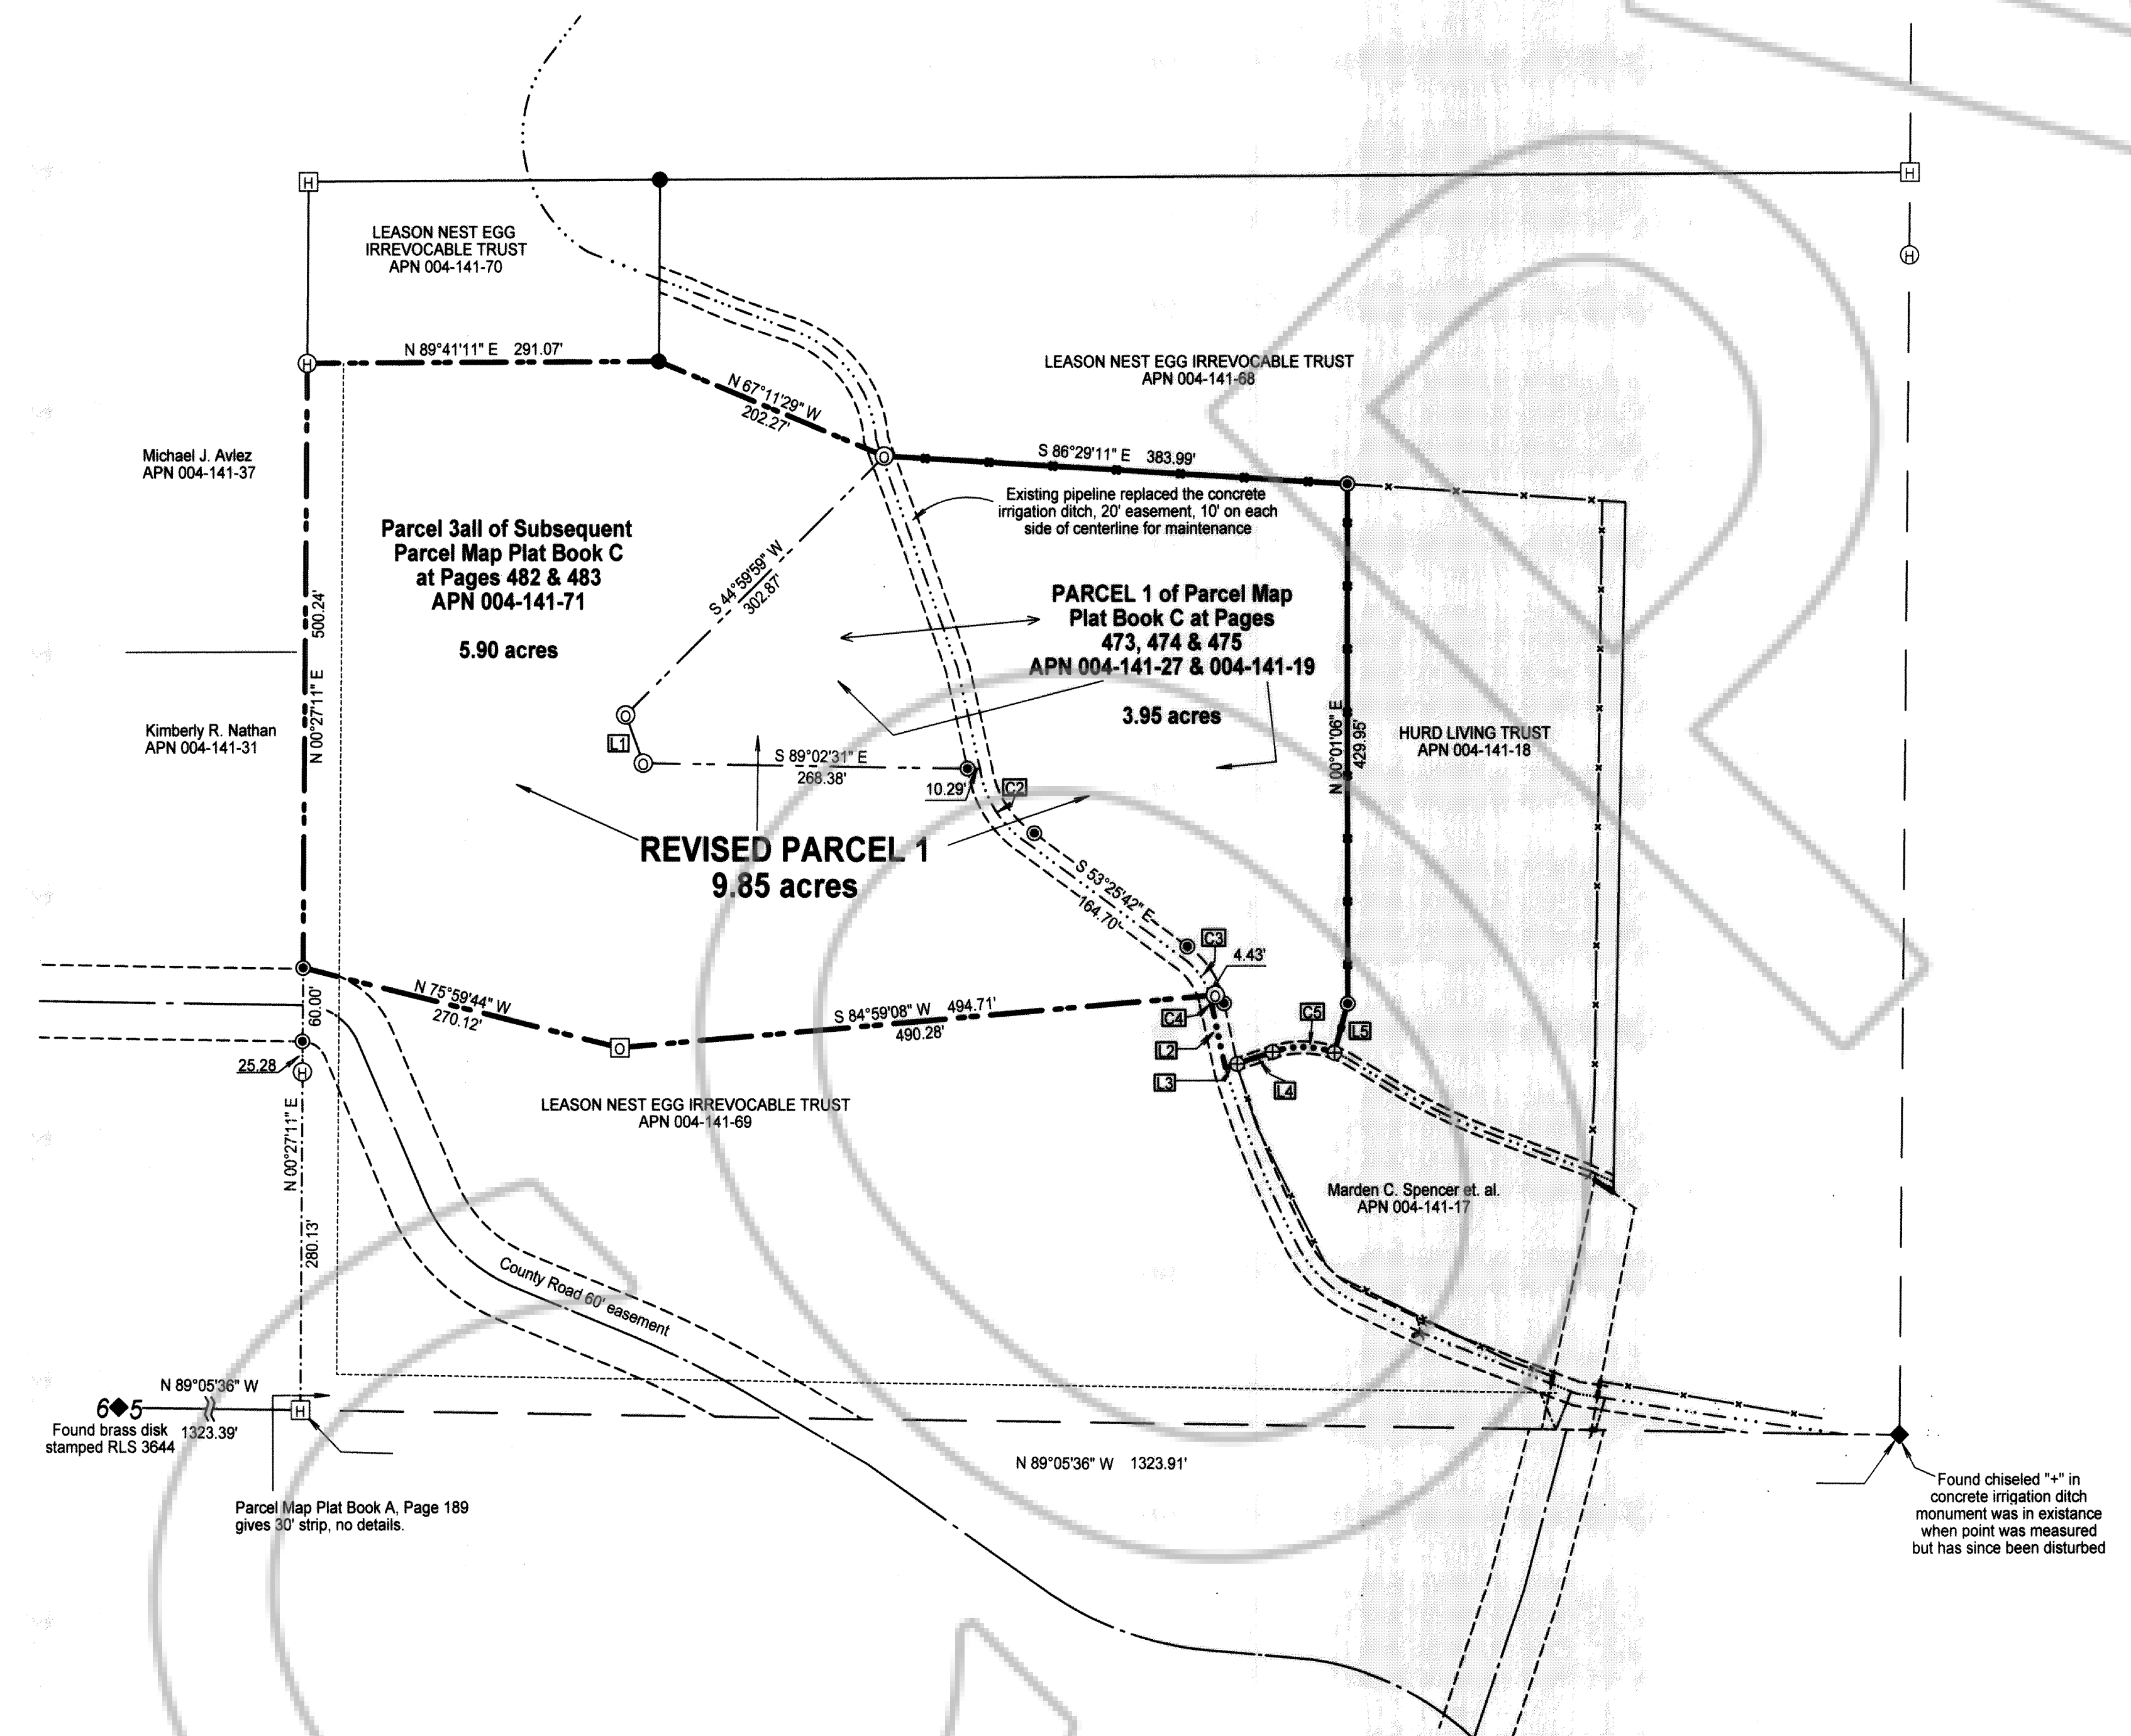 H
H
LEASON NEST EGG
IRREVOCABLE TRUST
APN 004-141-70
H
N 89°41'11" E 291.07'
H
N 67°11'29" W
202.27'
LEASON NEST EGG IRREVOCABLE TRUST
APN 004-141-68
Michael J. Avlez
APN 004-141-37
O
S 86°29'11" E 383.99'
Existing pipeline replaced the concrete
irrigation ditch, 20' easement, 10' on each
side of centerline for maintenance
Parcel 3all of Subsequent
Parcel Map Plat Book C
at Pages 482 & 483
APN 004-141-71
5.90 acres
S 44°59'59" W
302.87'
PARCEL 1 of Parcel Map
Plat Book C at Pages
473, 474 & 475
APN 004-141-27 & 004-141-19
3.95 acres
500.24'
N 00°27'11" E
Kimberly R. Nathan
APN 004-141-31
O
L1
O
S 89°02'31" E
268.38'
10.29'
C2
N 00°01'06" E
429.95'
HURD LIVING TRUST
APN 004-141-18
REVISED PARCEL 1
9.85 acres
S 53°25'42" E
164.70'
C3
4.43'
N 75°59'44" W
270.12'
60.00'
S 84°59'08" W 494.71'
490.28'
O
O
C4
C5
L2
L5
L3
L4
25.28
H
LEASON NEST EGG IRREVOCABLE TRUST
APN 004-141-69
N 00°27'11" E
280.13'
Marden C. Spencer et. al.
APN 004-141-17
County Road 60' easement
N 89°05'36" W
6 5
H
Found brass disk
stamped RLS 3644
1323.39'
N 89°05'36" W 1323.91'
Parcel Map Plat Book A, Page 189
gives 30' strip, no details.
Found chiseled "+" in
concrete irrigation ditch
monument was in existance
when point was measured
but has since been disturbed